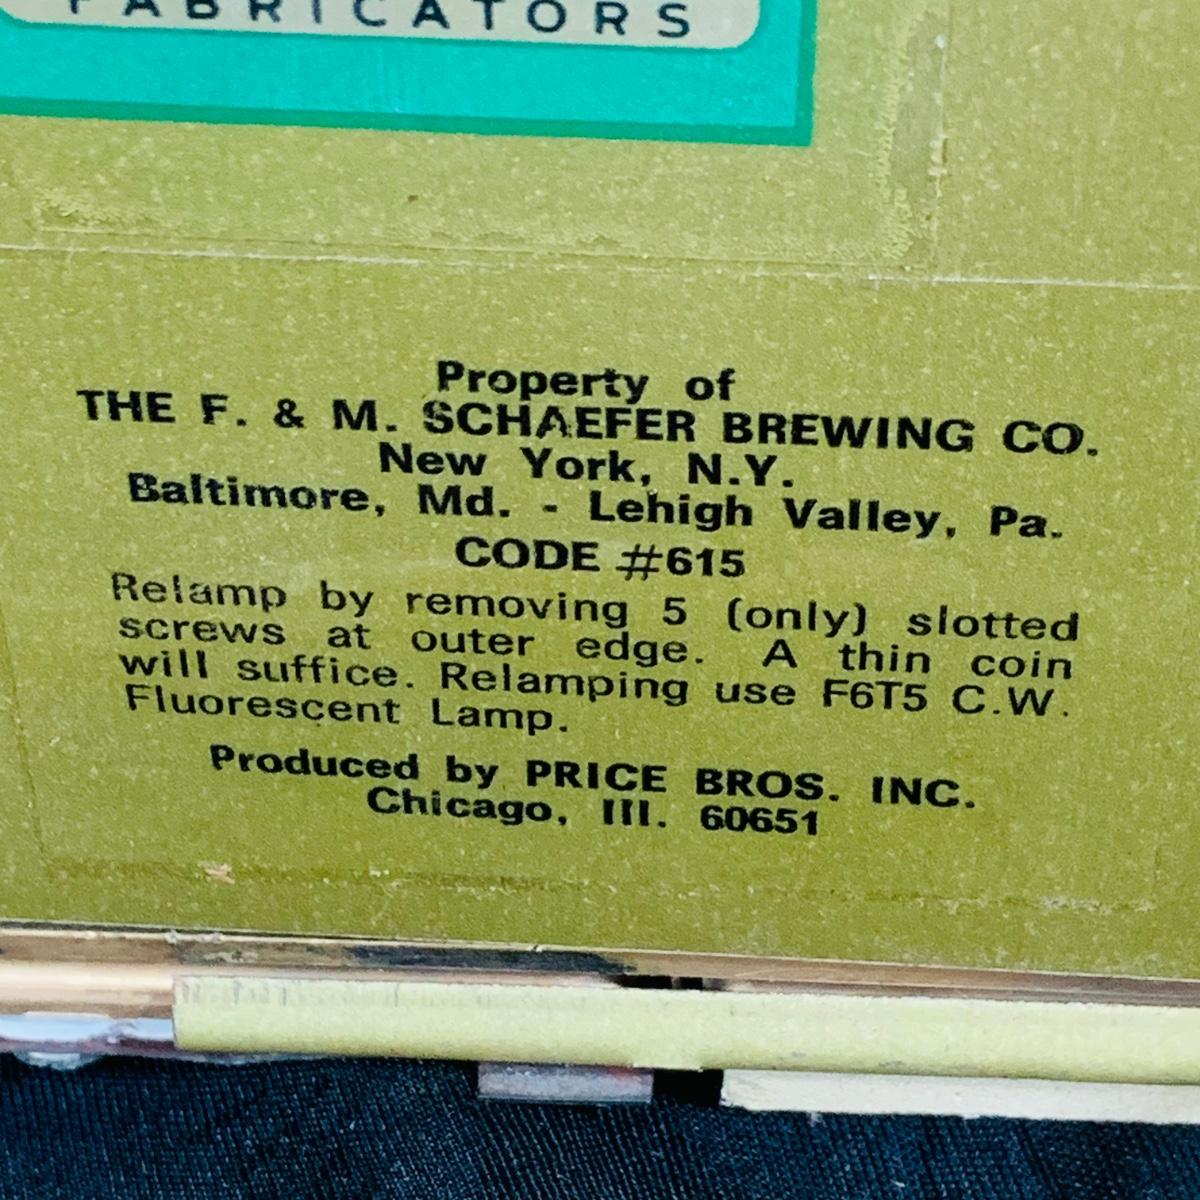 FABRICATORS
Property of
THE F. & M. SCHAEFER BREWING CO.
New York, N.Y.
Baltimore, Md. - Lehigh Valley, Pa.
CODE #615
Relamp by removing 5 (only) slotted
screws at outer edge. A thin coin
will suffice. Relamping use F6T5 C.W.
Fluorescent Lamp.
Produced by PRICE BROS. INC.
Chicago, Ill. 60651